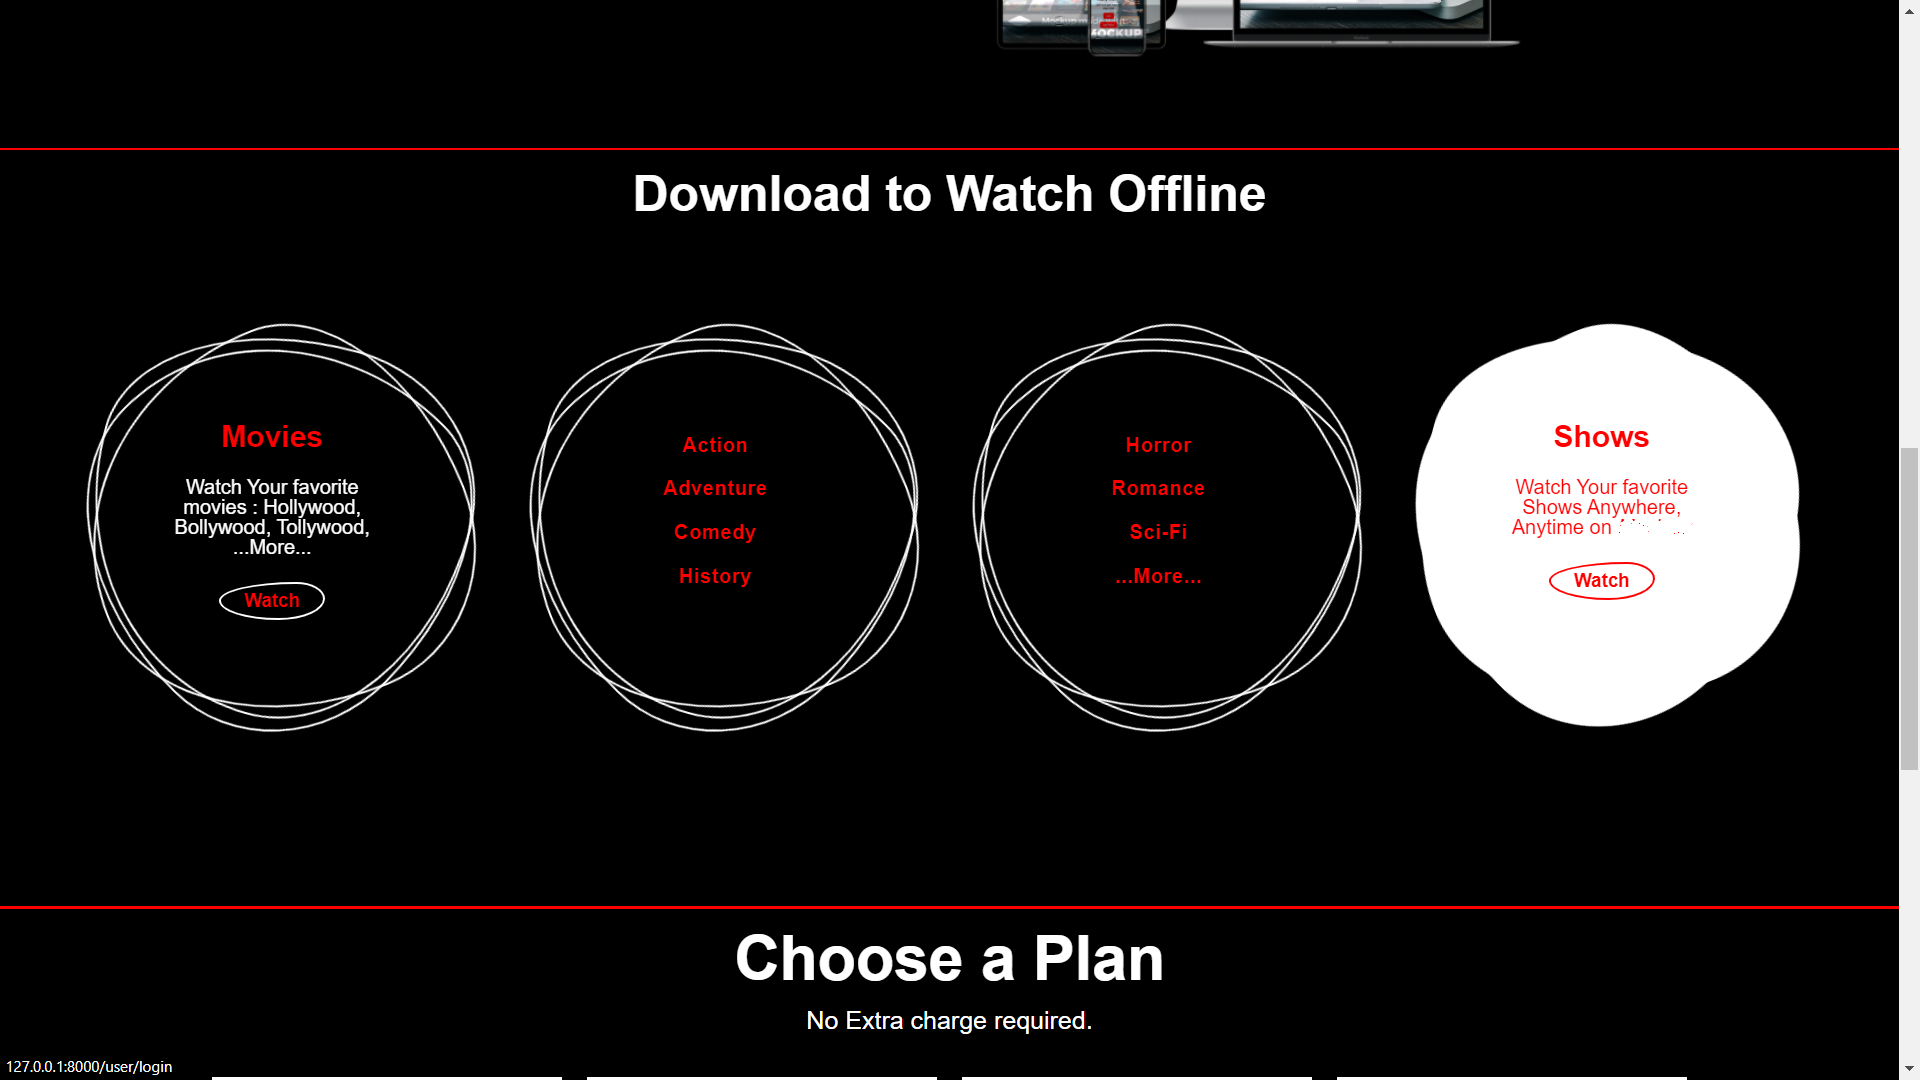 MOCKUP
Download to Watch Offline
Movies
Watch Your favorite
movies : Hollywood,
Bollywood, Tollywood,
...More...
Watch
Action
Adventure
Comedy
History
Horror
Romance
Sci-Fi
...More...
Shows
Watch Your favorite
Shows Anywhere,
Anytime on
Watch
Choose a Plan
No Extra charge required.
127.0.0.1:8000/user/login